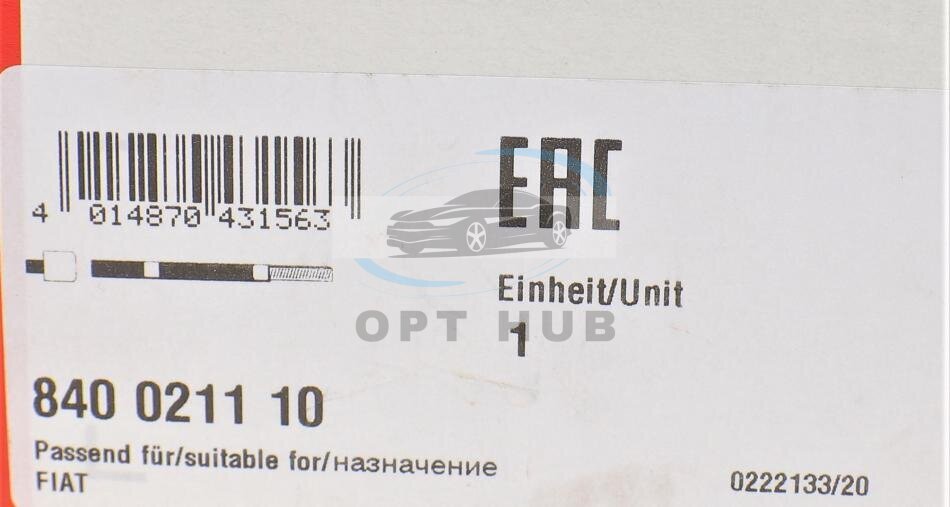 EAC
4 014870 431563
Einheit/Unit
OPT HUB
1
840 0211 10
Passend für/suitable for/назначение
FIAT
0222133/20